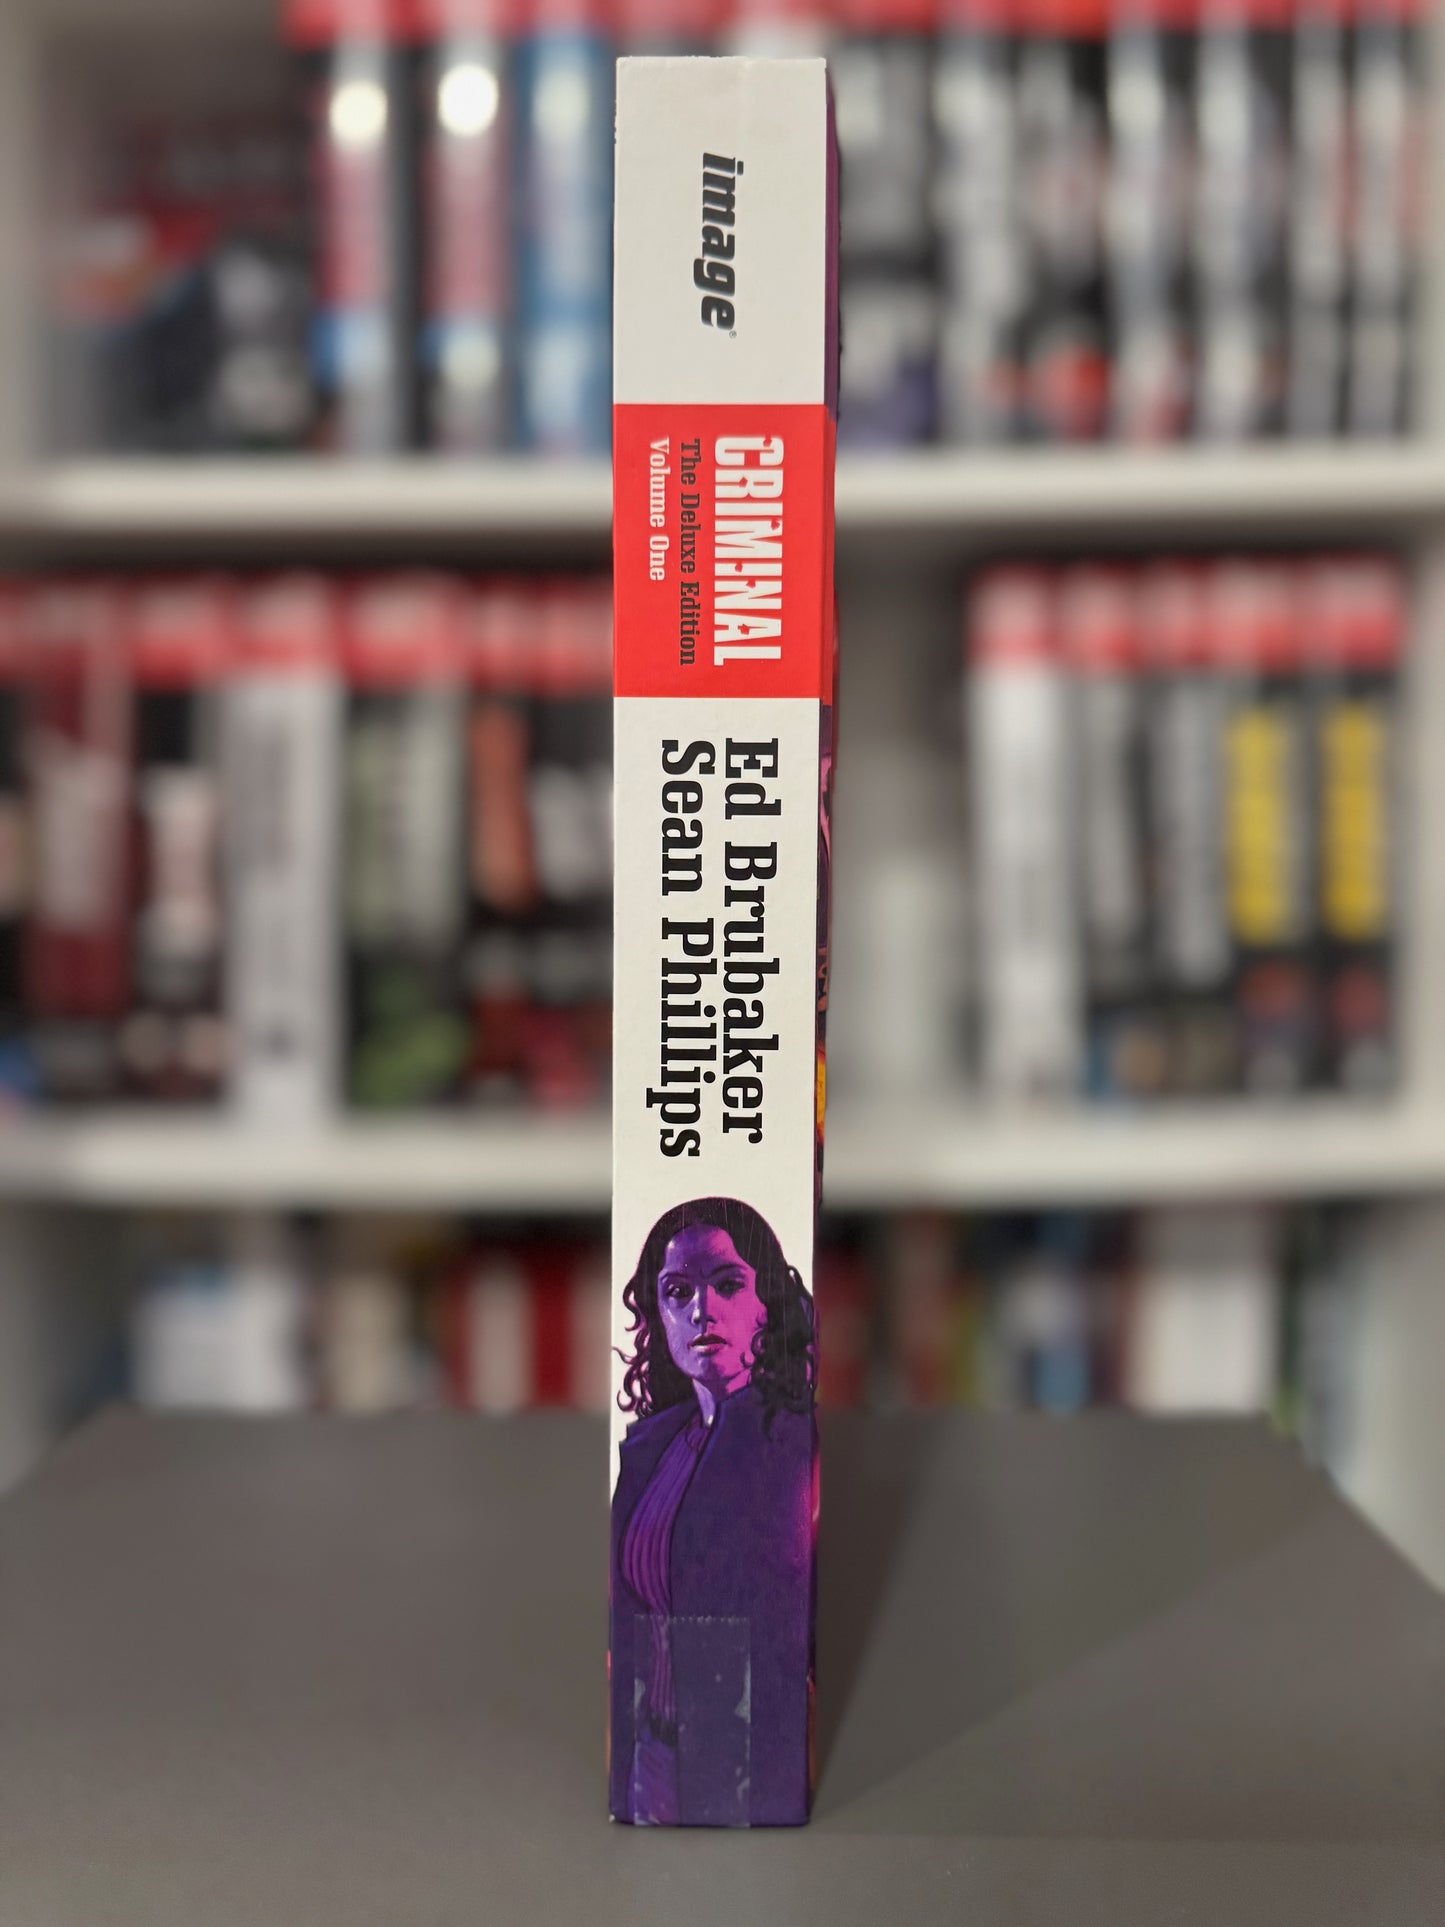 image®
CRIMINAL
The Deluxe Edition
Volume One
Ed Brubaker
Sean Phillips